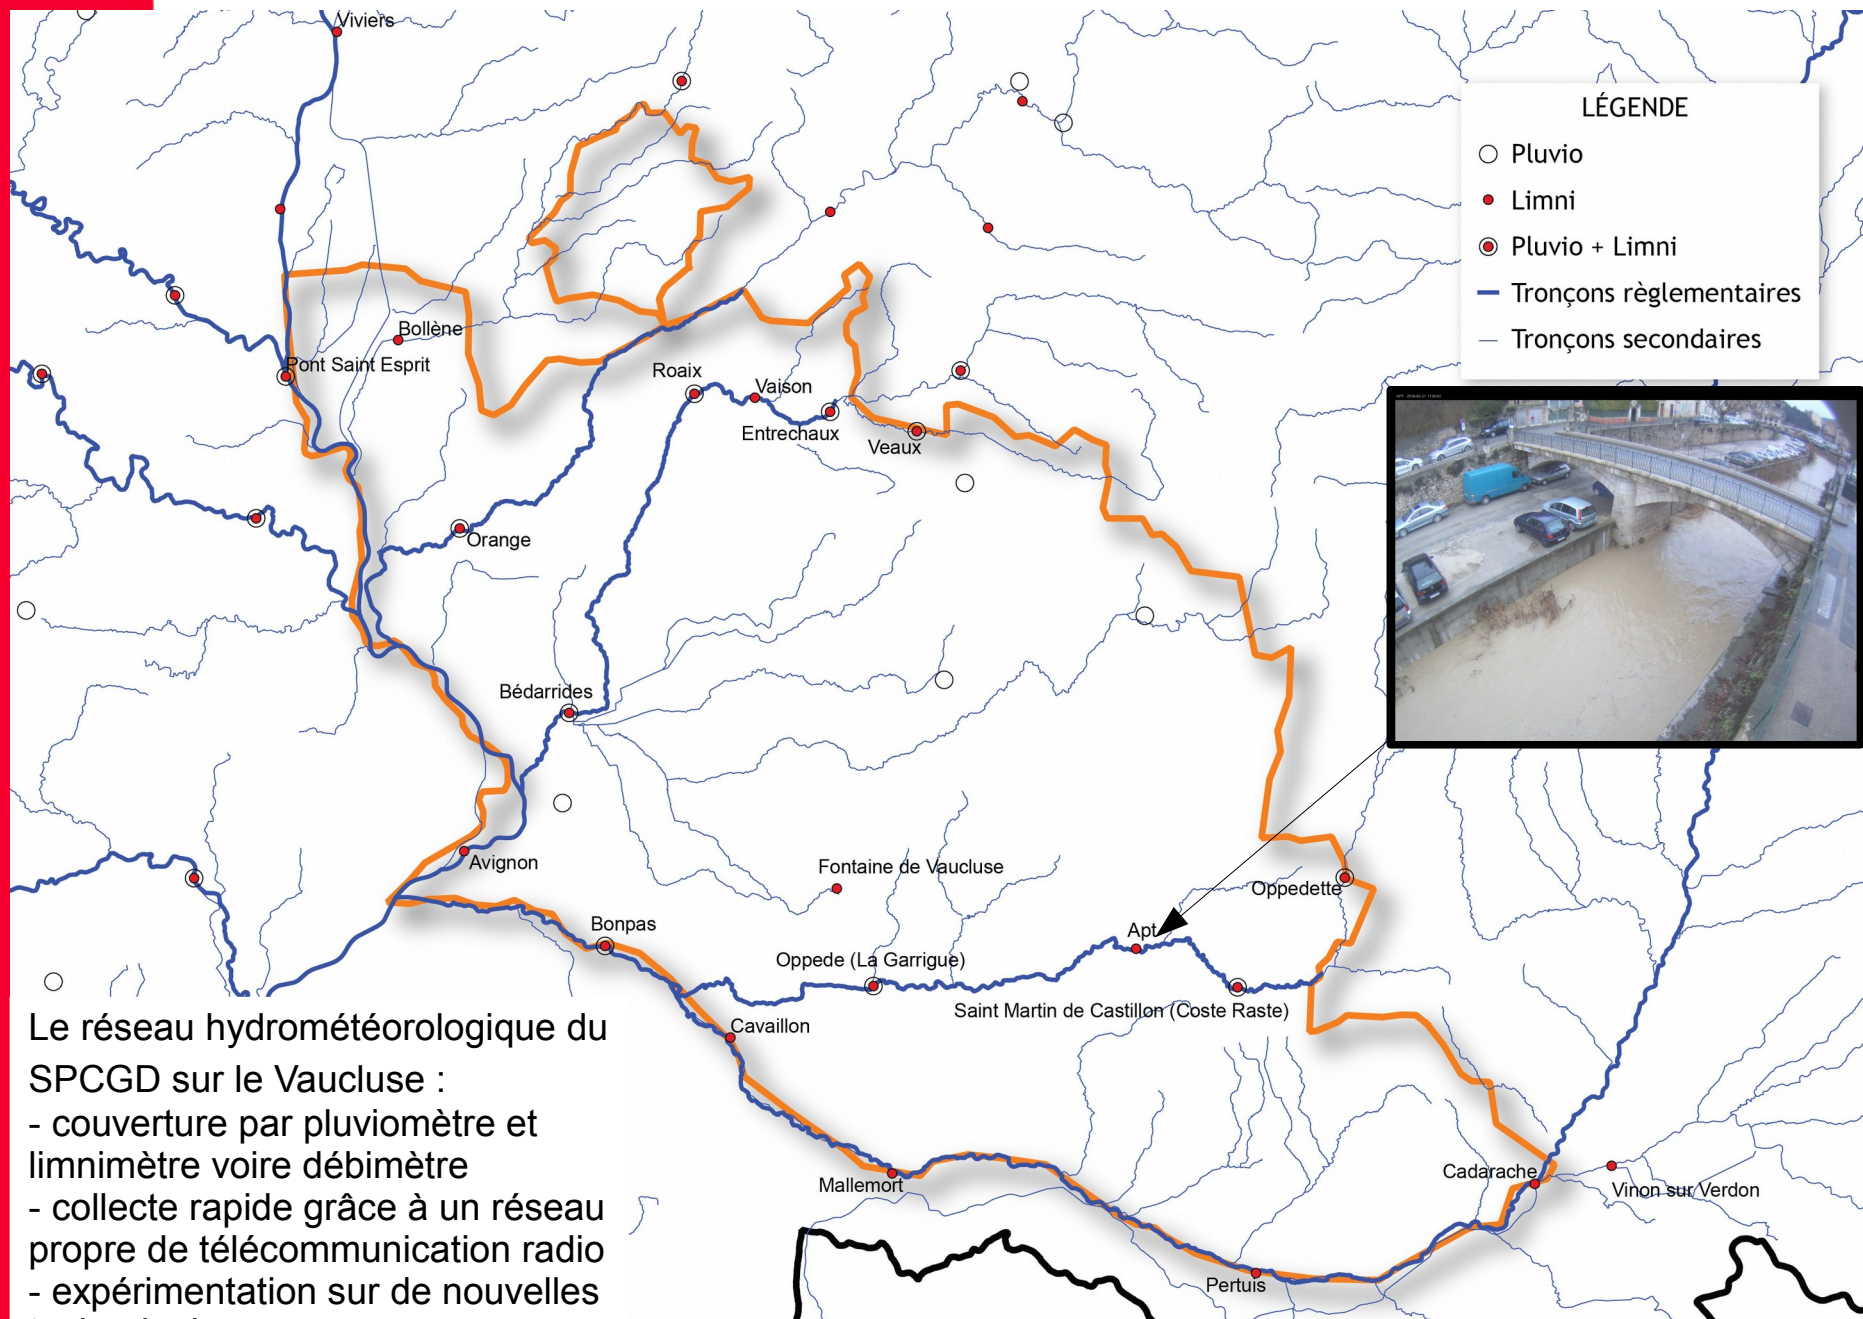 Viviers
LÉGENDE
Pluvio
Limni
Pluvio + Limni
Tronçons règlementaires
Tronçons secondaires
Bollène
Pont Saint Esprit
Roaix
Vaison
Entrechaux
Veaux
Orange
Bédarrides
Avignon
Fontaine de Vaucluse
Oppedette
Bonpas
Apt
Oppede (La Garrigue)
Saint Martin de Castillon (Coste Raste)
Cavaillon
Mallemort
Cadarache
Vinon sur Verdon
Pertuis
Le réseau hydrométéorologique du
SPCGD sur le Vaucluse :
- couverture par pluviomètre et
limnimètre voire débimètre
- collecte rapide grâce à un réseau
propre de télécommunication radio
- expérimentation sur de nouvelles